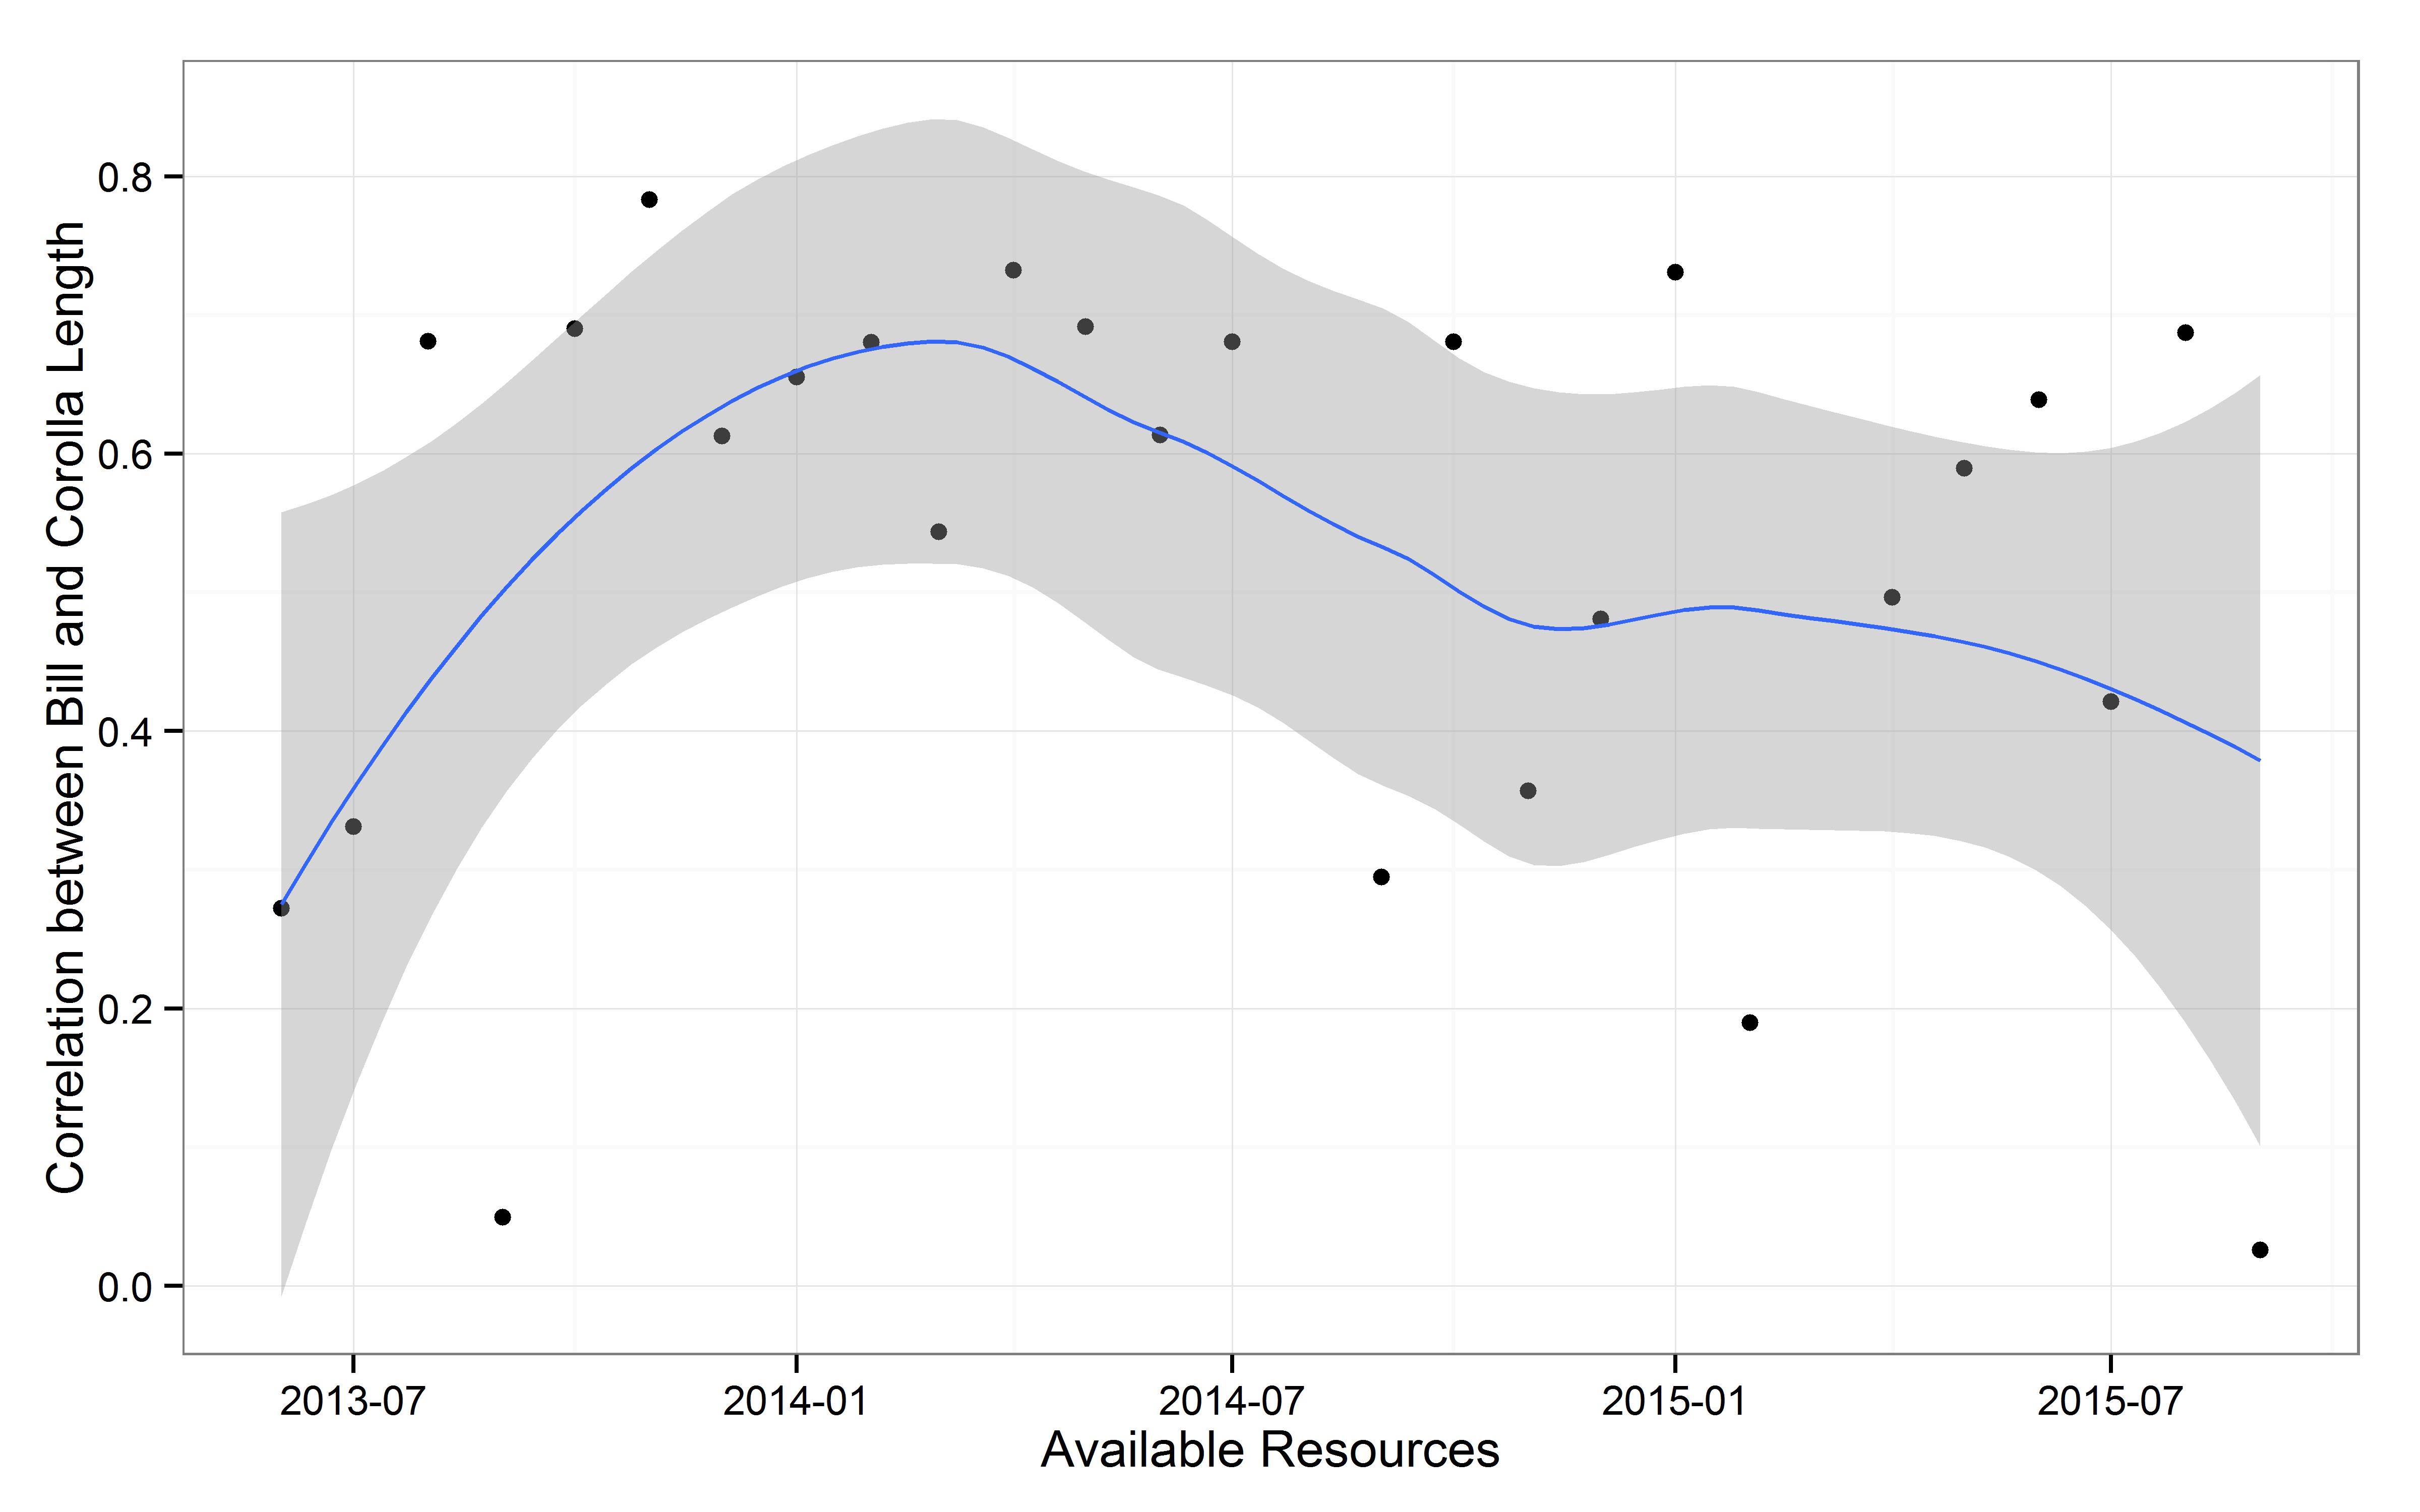 Correlation between Bill and Corolla Length
0.8
0.6
0.4
0.2
0.0
2013-07 2014-01 2014-07 2015-01 2015-07
Available Resources